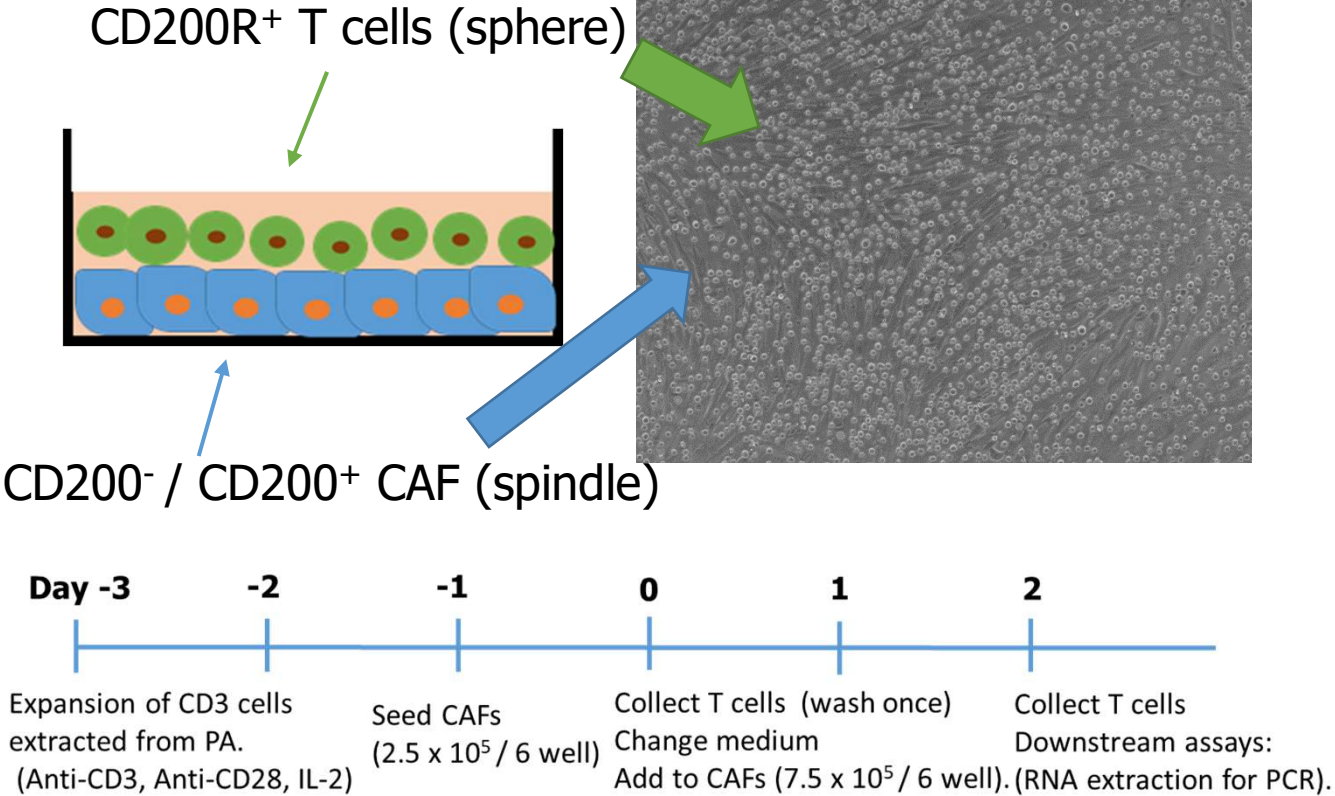 CD200R⁺ T cells (sphere)
CD200⁻ / CD200⁺ CAF (spindle)
Day -3 -2 -1 0 1 2
Expansion of CD3 cells
extracted from PA.
(Anti-CD3, Anti-CD28, IL-2)
Seed CAFs
(2.5 x 10⁵ / 6 well)
Collect T cells (wash once)
Change medium
Add to CAFs (7.5 x 10⁵ / 6 well).
Collect T cells
Downstream assays:
(RNA extraction for PCR).